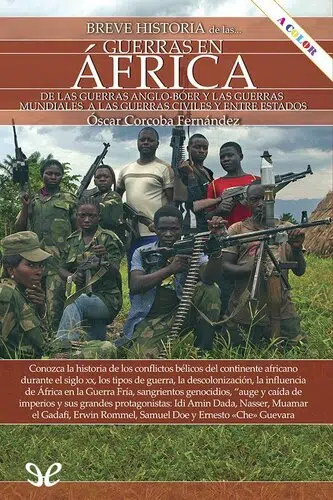 BREVE HISTORIA de las...
A COLOR
GUERRAS EN
ÁFRICA
DE LAS GUERRAS ANGLO-BÓER Y LAS GUERRAS
MUNDIALES A LAS GUERRAS CIVILES Y ENTRE ESTADOS
Óscar Corcoba Fernández
Conozca la historia de los conflictos bélicos del continente africano
durante el siglo xx, los tipos de guerra, la descolonización, la influencia
de África en la Guerra Fría, sangrientos genocidios, "auge y caída de
imperios y sus grandes protagonistas: Idi Amin Dada, Nasser, Muamar
el Gadafi, Erwin Rommel, Samuel Doe y Ernesto «Che» Guevara